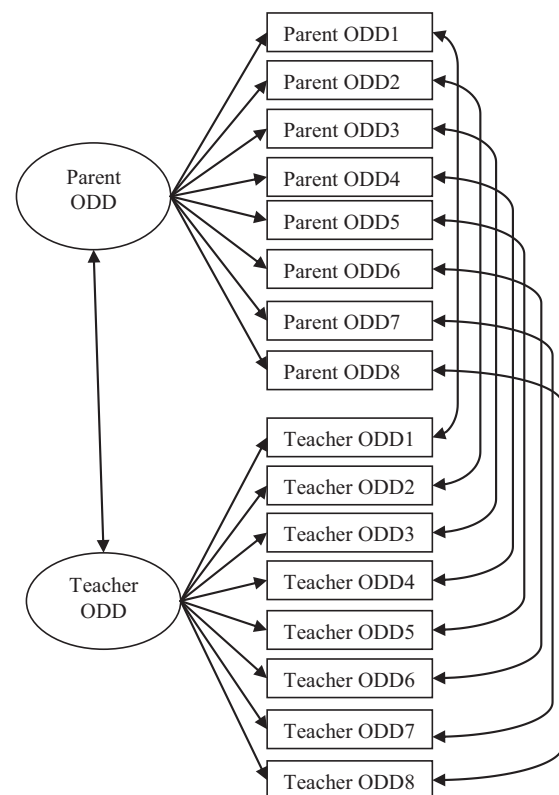 Parent ODD1
Parent ODD2
Parent ODD3
Parent ODD4
Parent ODD5
Parent ODD6
Parent ODD7
Parent ODD8
Parent
ODD
Teacher ODD1
Teacher ODD2
Teacher ODD3
Teacher ODD4
Teacher ODD5
Teacher ODD6
Teacher ODD7
Teacher ODD8
Teacher
ODD